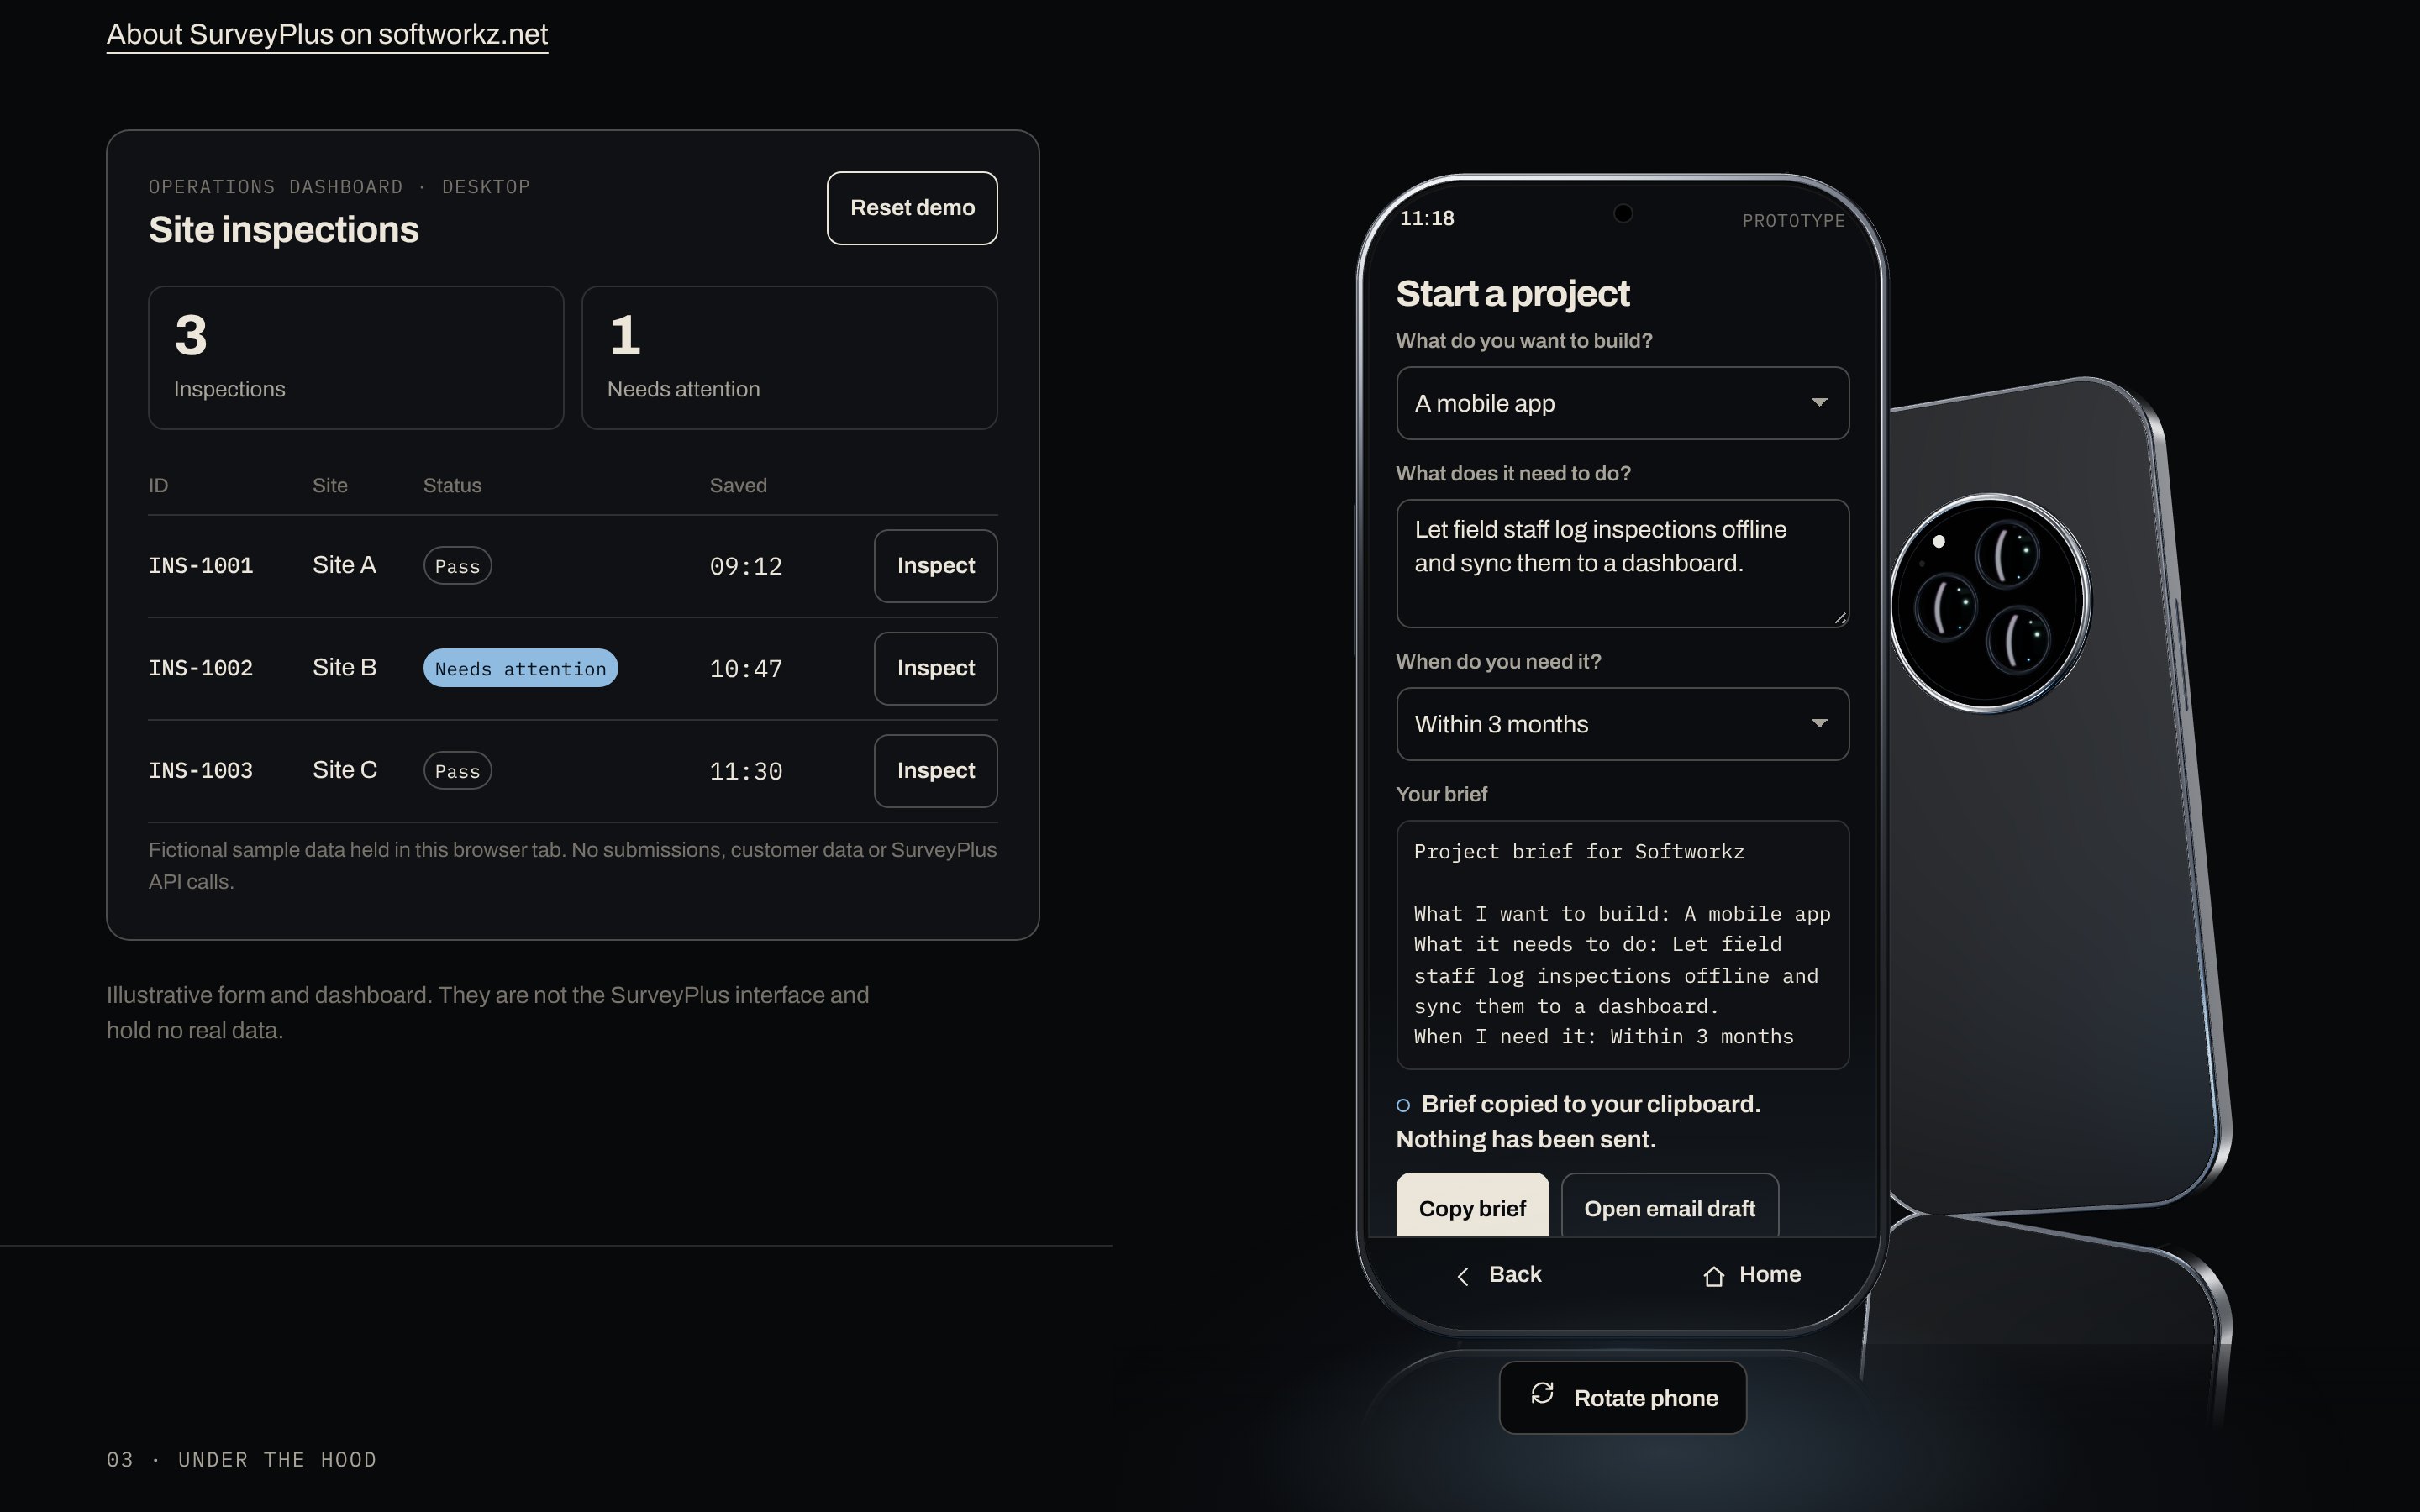 About SurveyPlus on softworkz.net
OPERATIONS DASHBOARD · DESKTOP
Site inspections
Reset demo
3
Inspections
1
Needs attention
ID Site Status Saved
INS-1001 Site A Pass 09:12 Inspect
INS-1002 Site B Needs attention 10:47 Inspect
INS-1003 Site C Pass 11:30 Inspect
Fictional sample data held in this browser tab. No submissions, customer data or SurveyPlus
API calls.
Illustrative form and dashboard. They are not the SurveyPlus interface and
hold no real data.
03 · UNDER THE HOOD
11:18 PROTOTYPE
Start a project
What do you want to build?
A mobile app
What does it need to do?
Let field staff log inspections offline
and sync them to a dashboard.
When do you need it?
Within 3 months
Your brief
Project brief for Softworkz
What I want to build: A mobile app
What it needs to do: Let field
staff log inspections offline and
sync them to a dashboard.
When I need it: Within 3 months
Brief copied to your clipboard.
Nothing has been sent.
Copy brief Open email draft
Back Home
Rotate phone